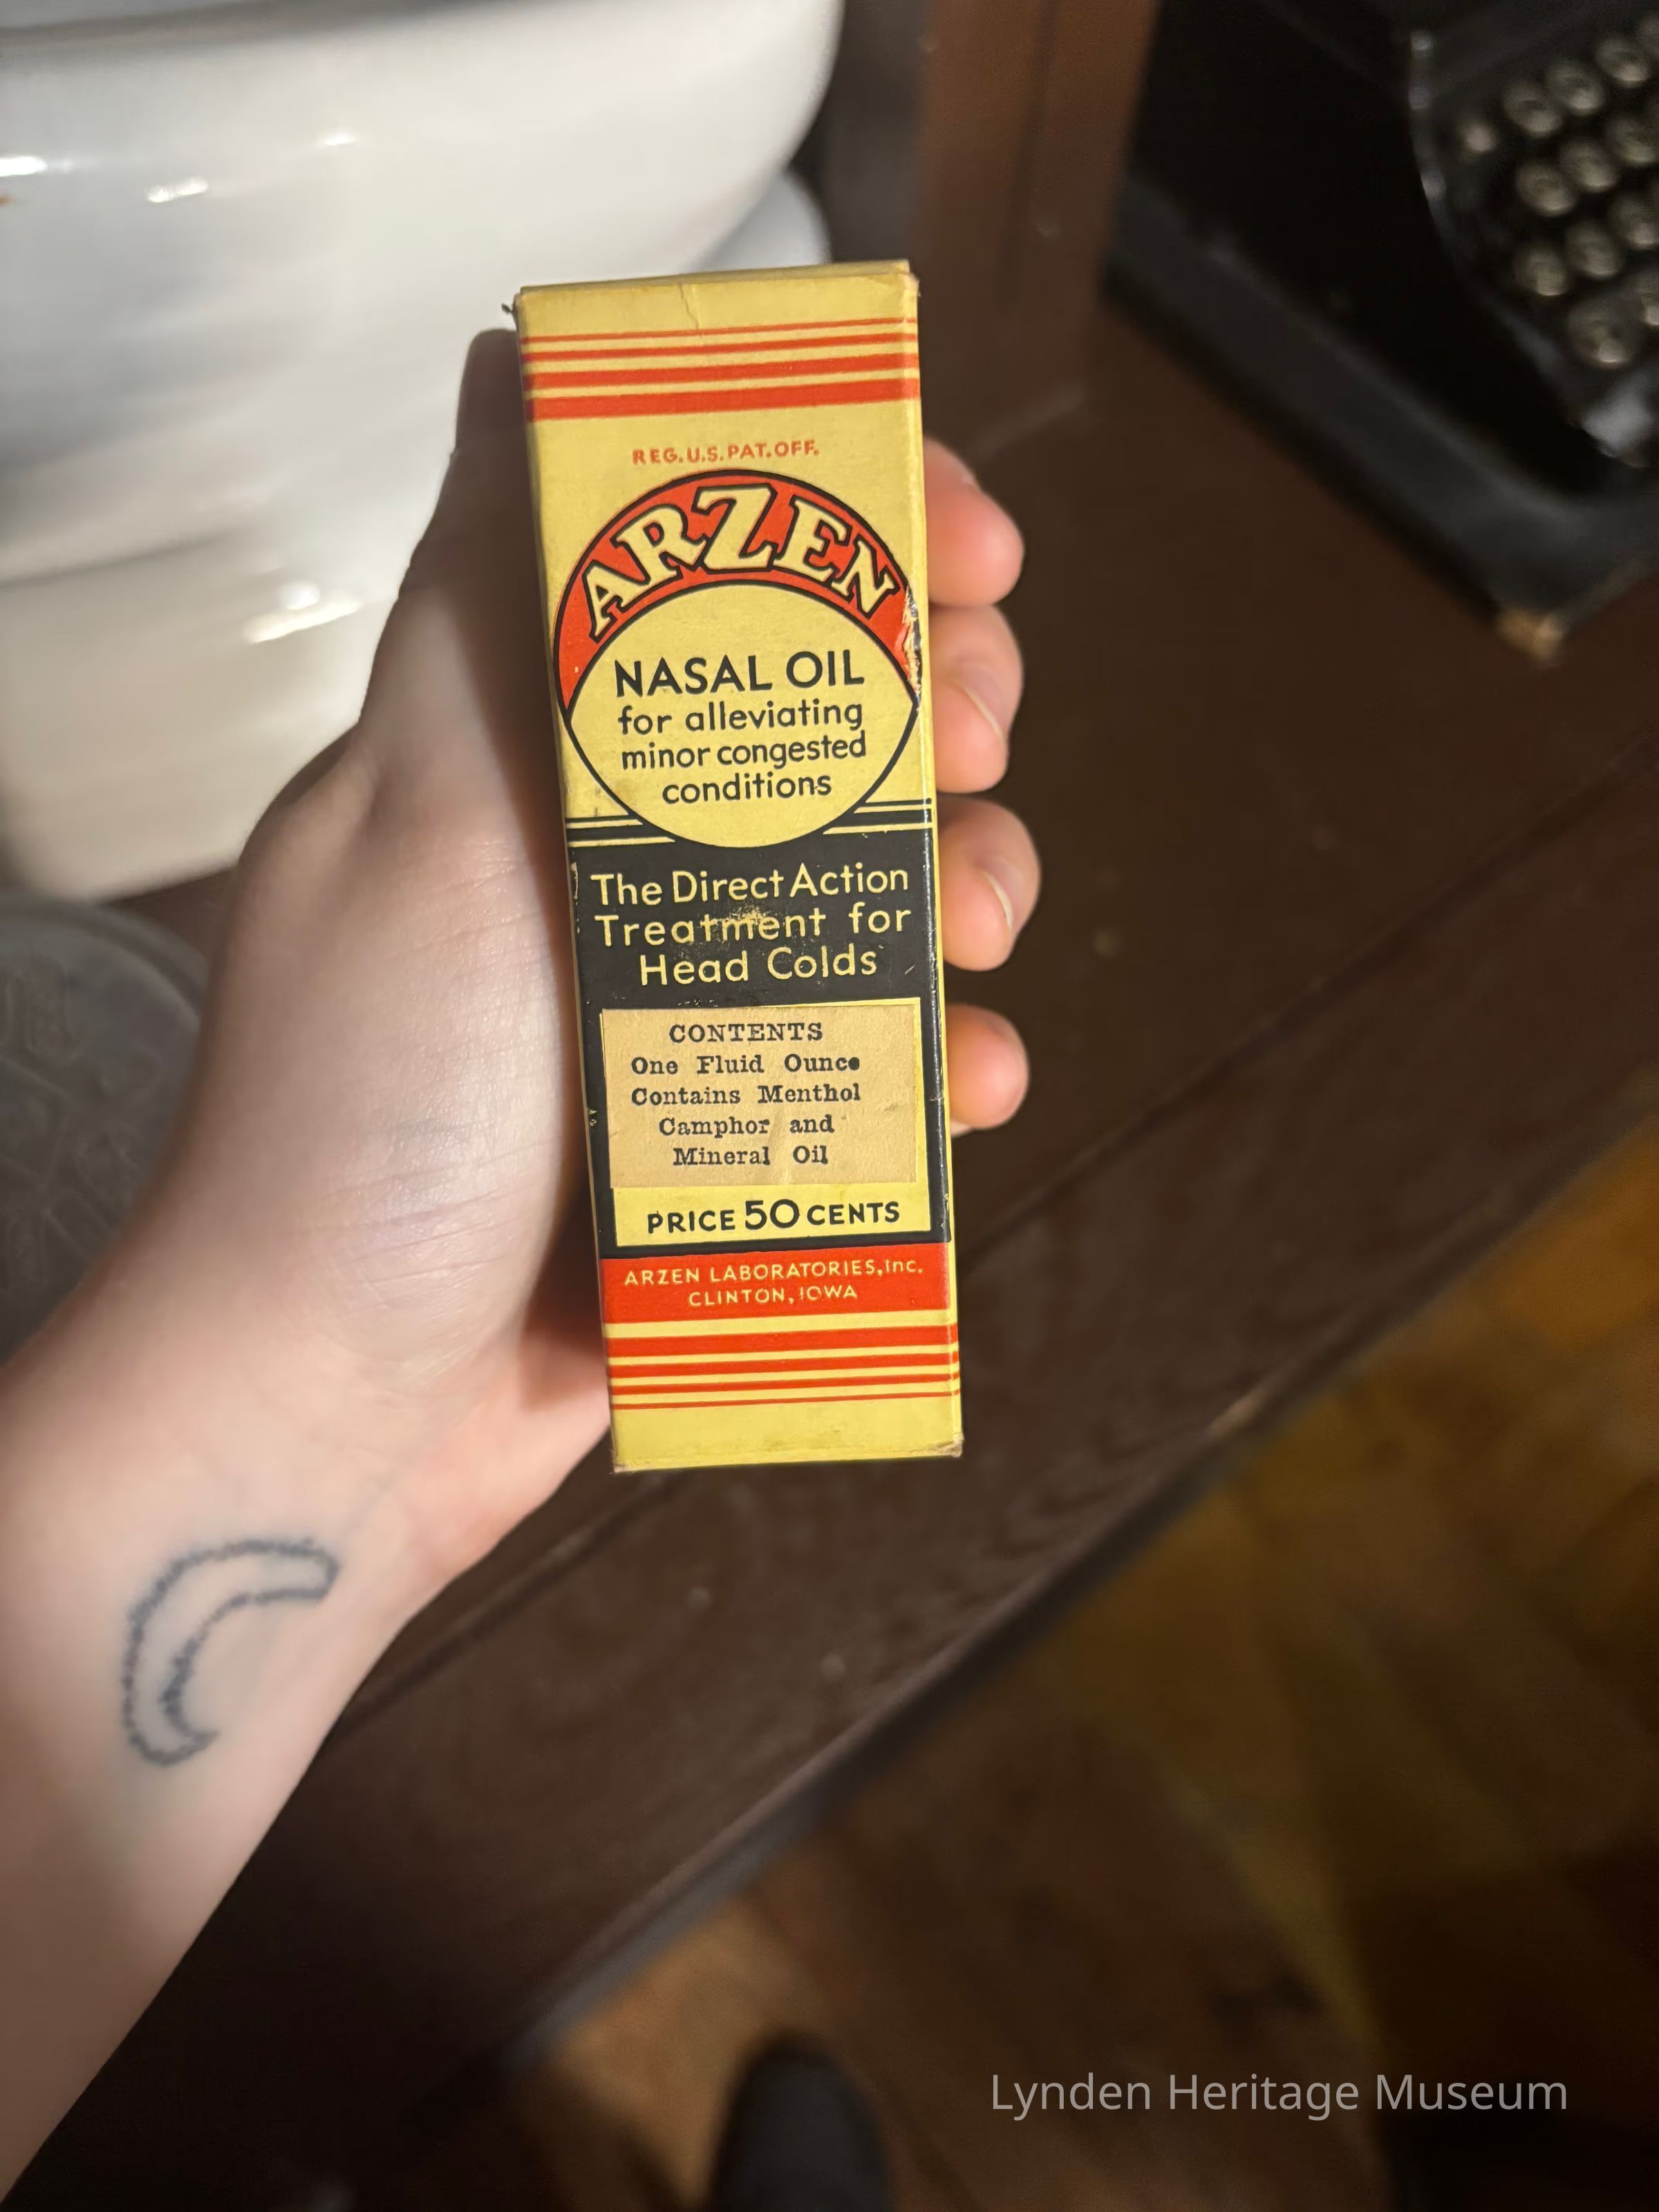 REG.U.S.PAT.OFF.
ARZEN
NASAL OIL
for alleviating
minor congested
conditions
The Direct Action
Treatment for
Head Colds
CONTENTS
One Fluid Ounce
Contains Menthol
Camphor and
Mineral Oil
PRICE 50 CENTS
ARZEN LABORATORIES, Inc.
CLINTON, IOWA
Lynden Heritage Museum